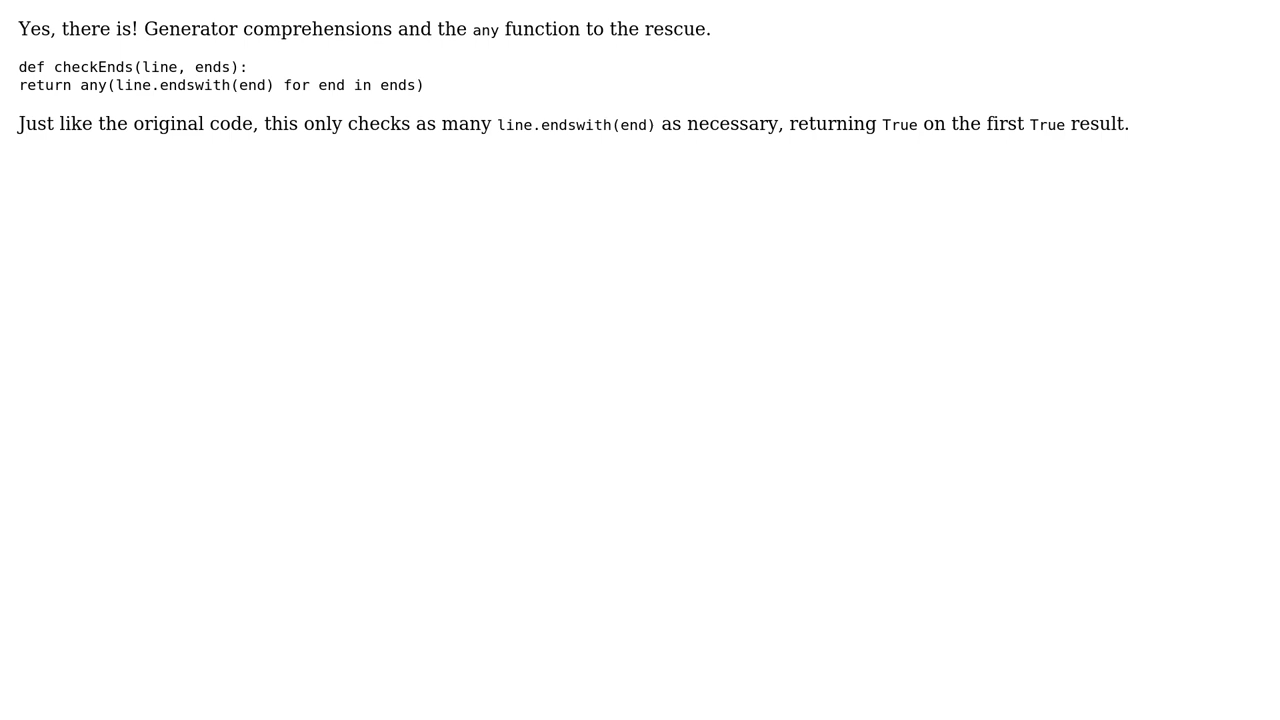 Yes, there is! Generator comprehensions and the any function to the rescue.
def checkEnds(line, ends):
return any(line.endswith(end) for end in ends)
Just like the original code, this only checks as many line.endswith(end) as necessary, returning True on the first True result.